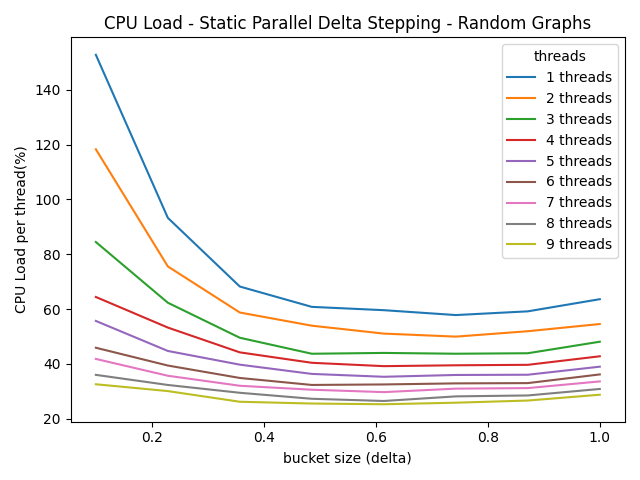 CPU Load - Static Parallel Delta Stepping - Random Graphs
threads
1 threads
2 threads
3 threads
4 threads
5 threads
6 threads
7 threads
8 threads
9 threads
CPU Load per thread(%)
140
120
100
80
60
40
20
0.2
0.4
0.6
0.8
1.0
bucket size (delta)